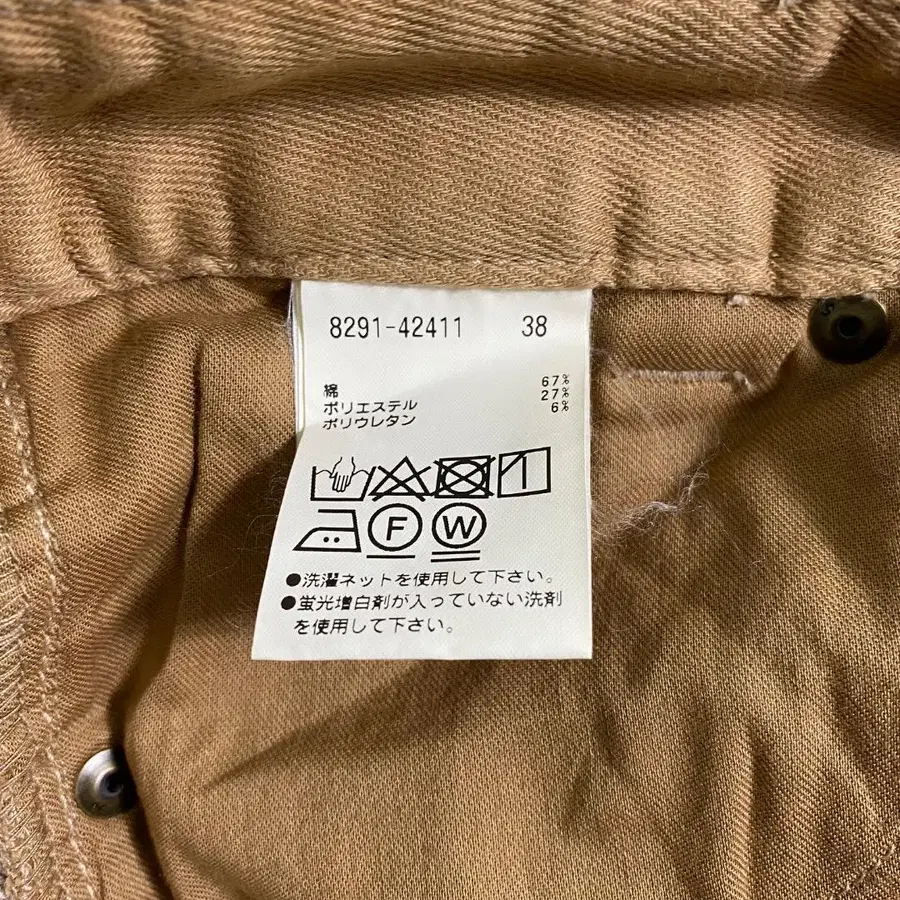 8291-42411 38
綿 67%
ポリエステル 27%
ポリウレタン 6%
F W
●洗濯ネットを使用して下さい。
●蛍光増白剤が入っていない洗剤
を使用して下さい。